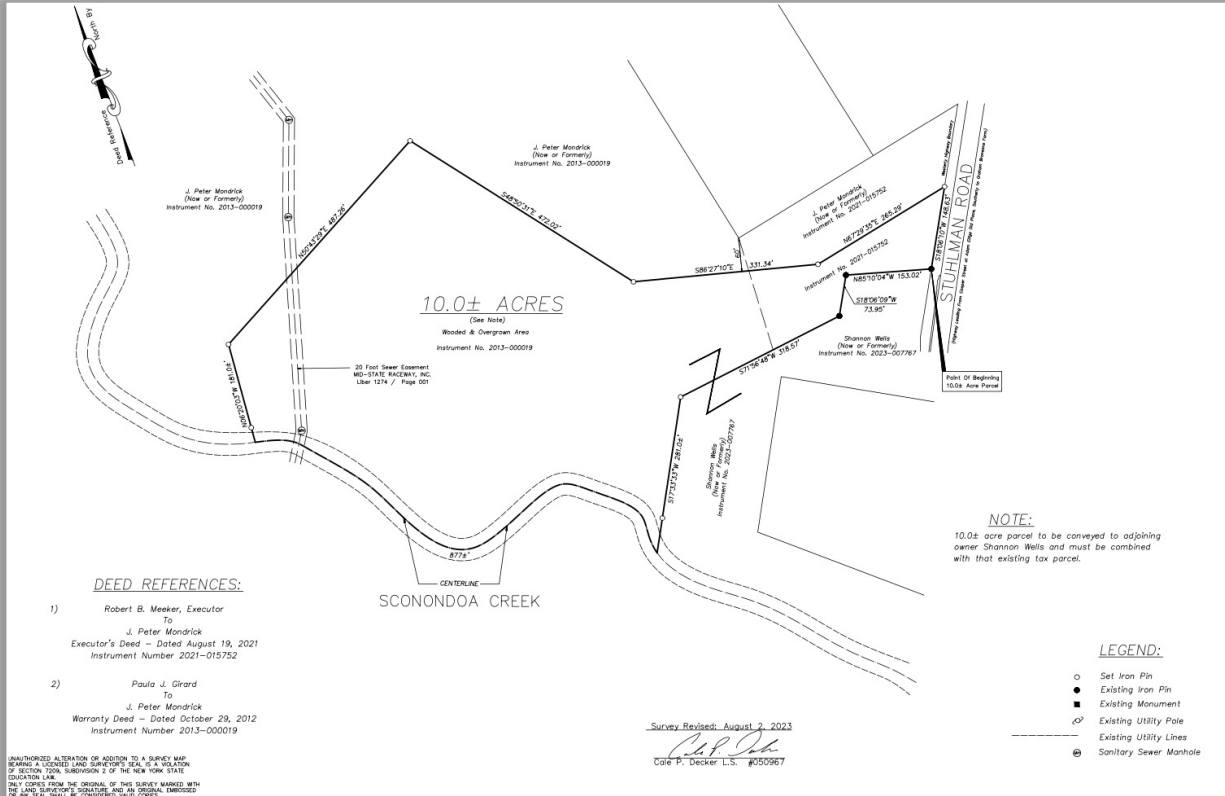 North By
Deed Reference
J. Peter Mondrick
(Now or Formerly)
Instrument No. 2013-000019
J. Peter Mondrick
(Now or Formerly)
Instrument No. 2013-000019
N50°43'29"E 487.26'
S48°50'31"E 472.02'
J. Peter Mondrick
(Now or Formerly)
Instrument No. 2021-015752
Westerly Highway Boundary
N67°29'35"E 265.29'
S18°06'10"W 148.63'
STUHLMAN ROAD
60'
S86°27'10"E 331.34'
Instrument No. 2021-015752
N85°10'04"W 153.02'
S18°06'09"W
73.95'
10.0± ACRES
(See Note)
Wooded & Overgrown Area
Instrument No. 2013-000019
Shannon Wells
(Now or Formerly)
Instrument No. 2023-007767
S71°56'48"W 318.57'
20 Foot Sewer Easement
MID-STATE RACEWAY, INC.
Liber 1274 / Page 001
Point Of Beginning
10.0± Acre Parcel
N06°20'03"W 181.0±'
S17°33'33"W 281.0±'
Shannon Wells
(Now or Formerly)
Instrument No. 2023-007767
877±'
CENTERLINE
SCONONDOA CREEK
NOTE:
10.0± acre parcel to be conveyed to adjoining
owner Shannon Wells and must be combined
with that existing tax parcel.
DEED REFERENCES:
1) Robert B. Meeker, Executor
To
J. Peter Mondrick
Executor's Deed – Dated August 19, 2021
Instrument Number 2021-015752
2) Paula J. Girard
To
J. Peter Mondrick
Warranty Deed – Dated October 29, 2012
Instrument Number 2013-000019
LEGEND:
Set Iron Pin
Existing Iron Pin
Existing Monument
Existing Utility Pole
Existing Utility Lines
Sanitary Sewer Manhole
Survey Revised: August 2, 2023
Cale P. Decker L.S. #050967
UNAUTHORIZED ALTERATION OR ADDITION TO A SURVEY MAP
BEARING A LICENSED LAND SURVEYOR'S SEAL IS A VIOLATION
OF SECTION 7209, SUBDIVISION 2 OF THE NEW YORK STATE
EDUCATION LAW.
ONLY COPIES FROM THE ORIGINAL OF THIS SURVEY MARKED WITH
THE LAND SURVEYOR'S SIGNATURE AND AN ORIGINAL EMBOSSED
OR INK SEAL SHALL BE CONSIDERED VALID COPIES.